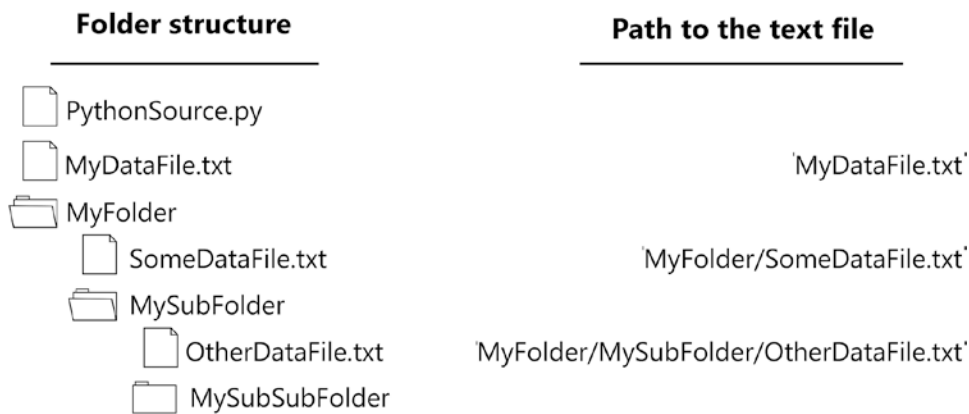 Folder structure
Path to the text file
PythonSource.py
MyDataFile.txt
'MyDataFile.txt'
MyFolder
SomeDataFile.txt
'MyFolder/SomeDataFile.txt'
MySubFolder
OtherDataFile.txt
'MyFolder/MySubFolder/OtherDataFile.txt'
MySubSubFolder